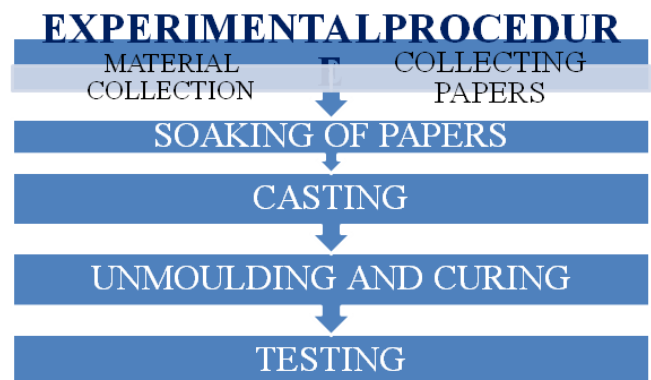 EXPERIMENTALPROCEDUR
E
MATERIAL
COLLECTION
COLLECTING
PAPERS
SOAKING OF PAPERS
CASTING
UNMOULDING AND CURING
TESTING